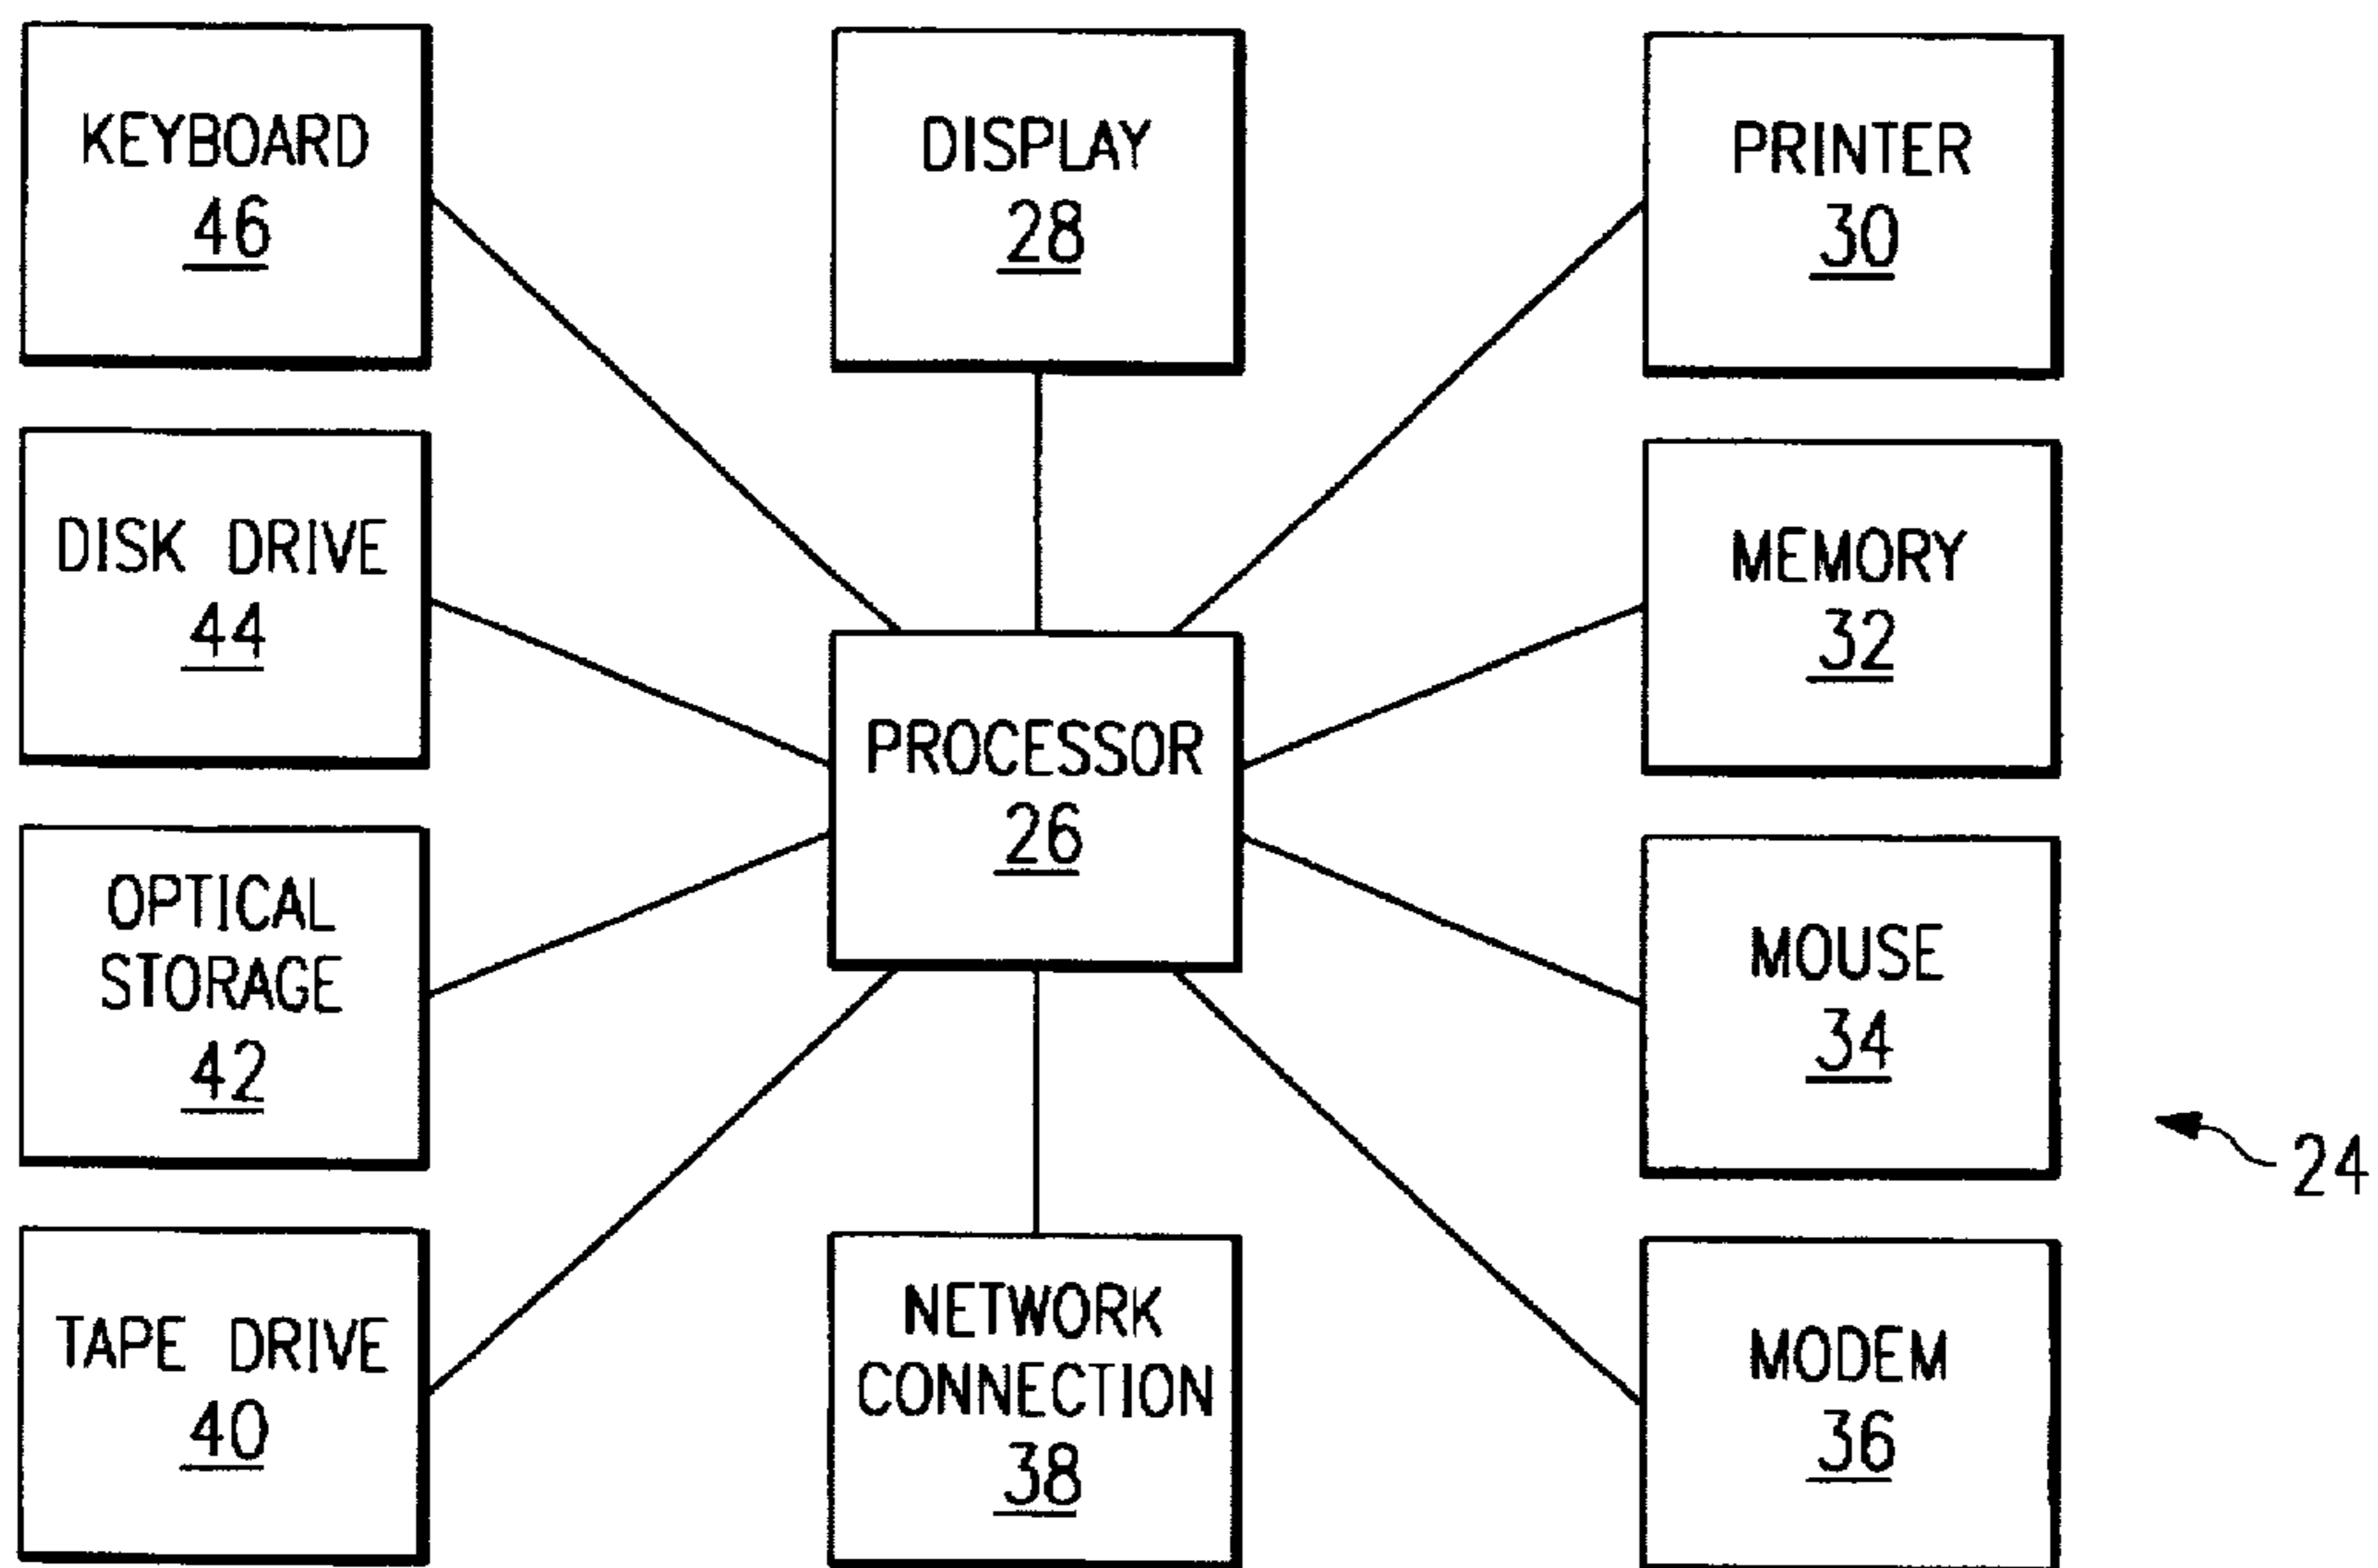 KEYBOARD
46
DISPLAY
28
PRINTER
30
DISK DRIVE
44
MEMORY
32
PROCESSOR
26
OPTICAL
STORAGE
42
MOUSE
34
24
TAPE DRIVE
40
NETWORK
CONNECTION
38
MODEM
36